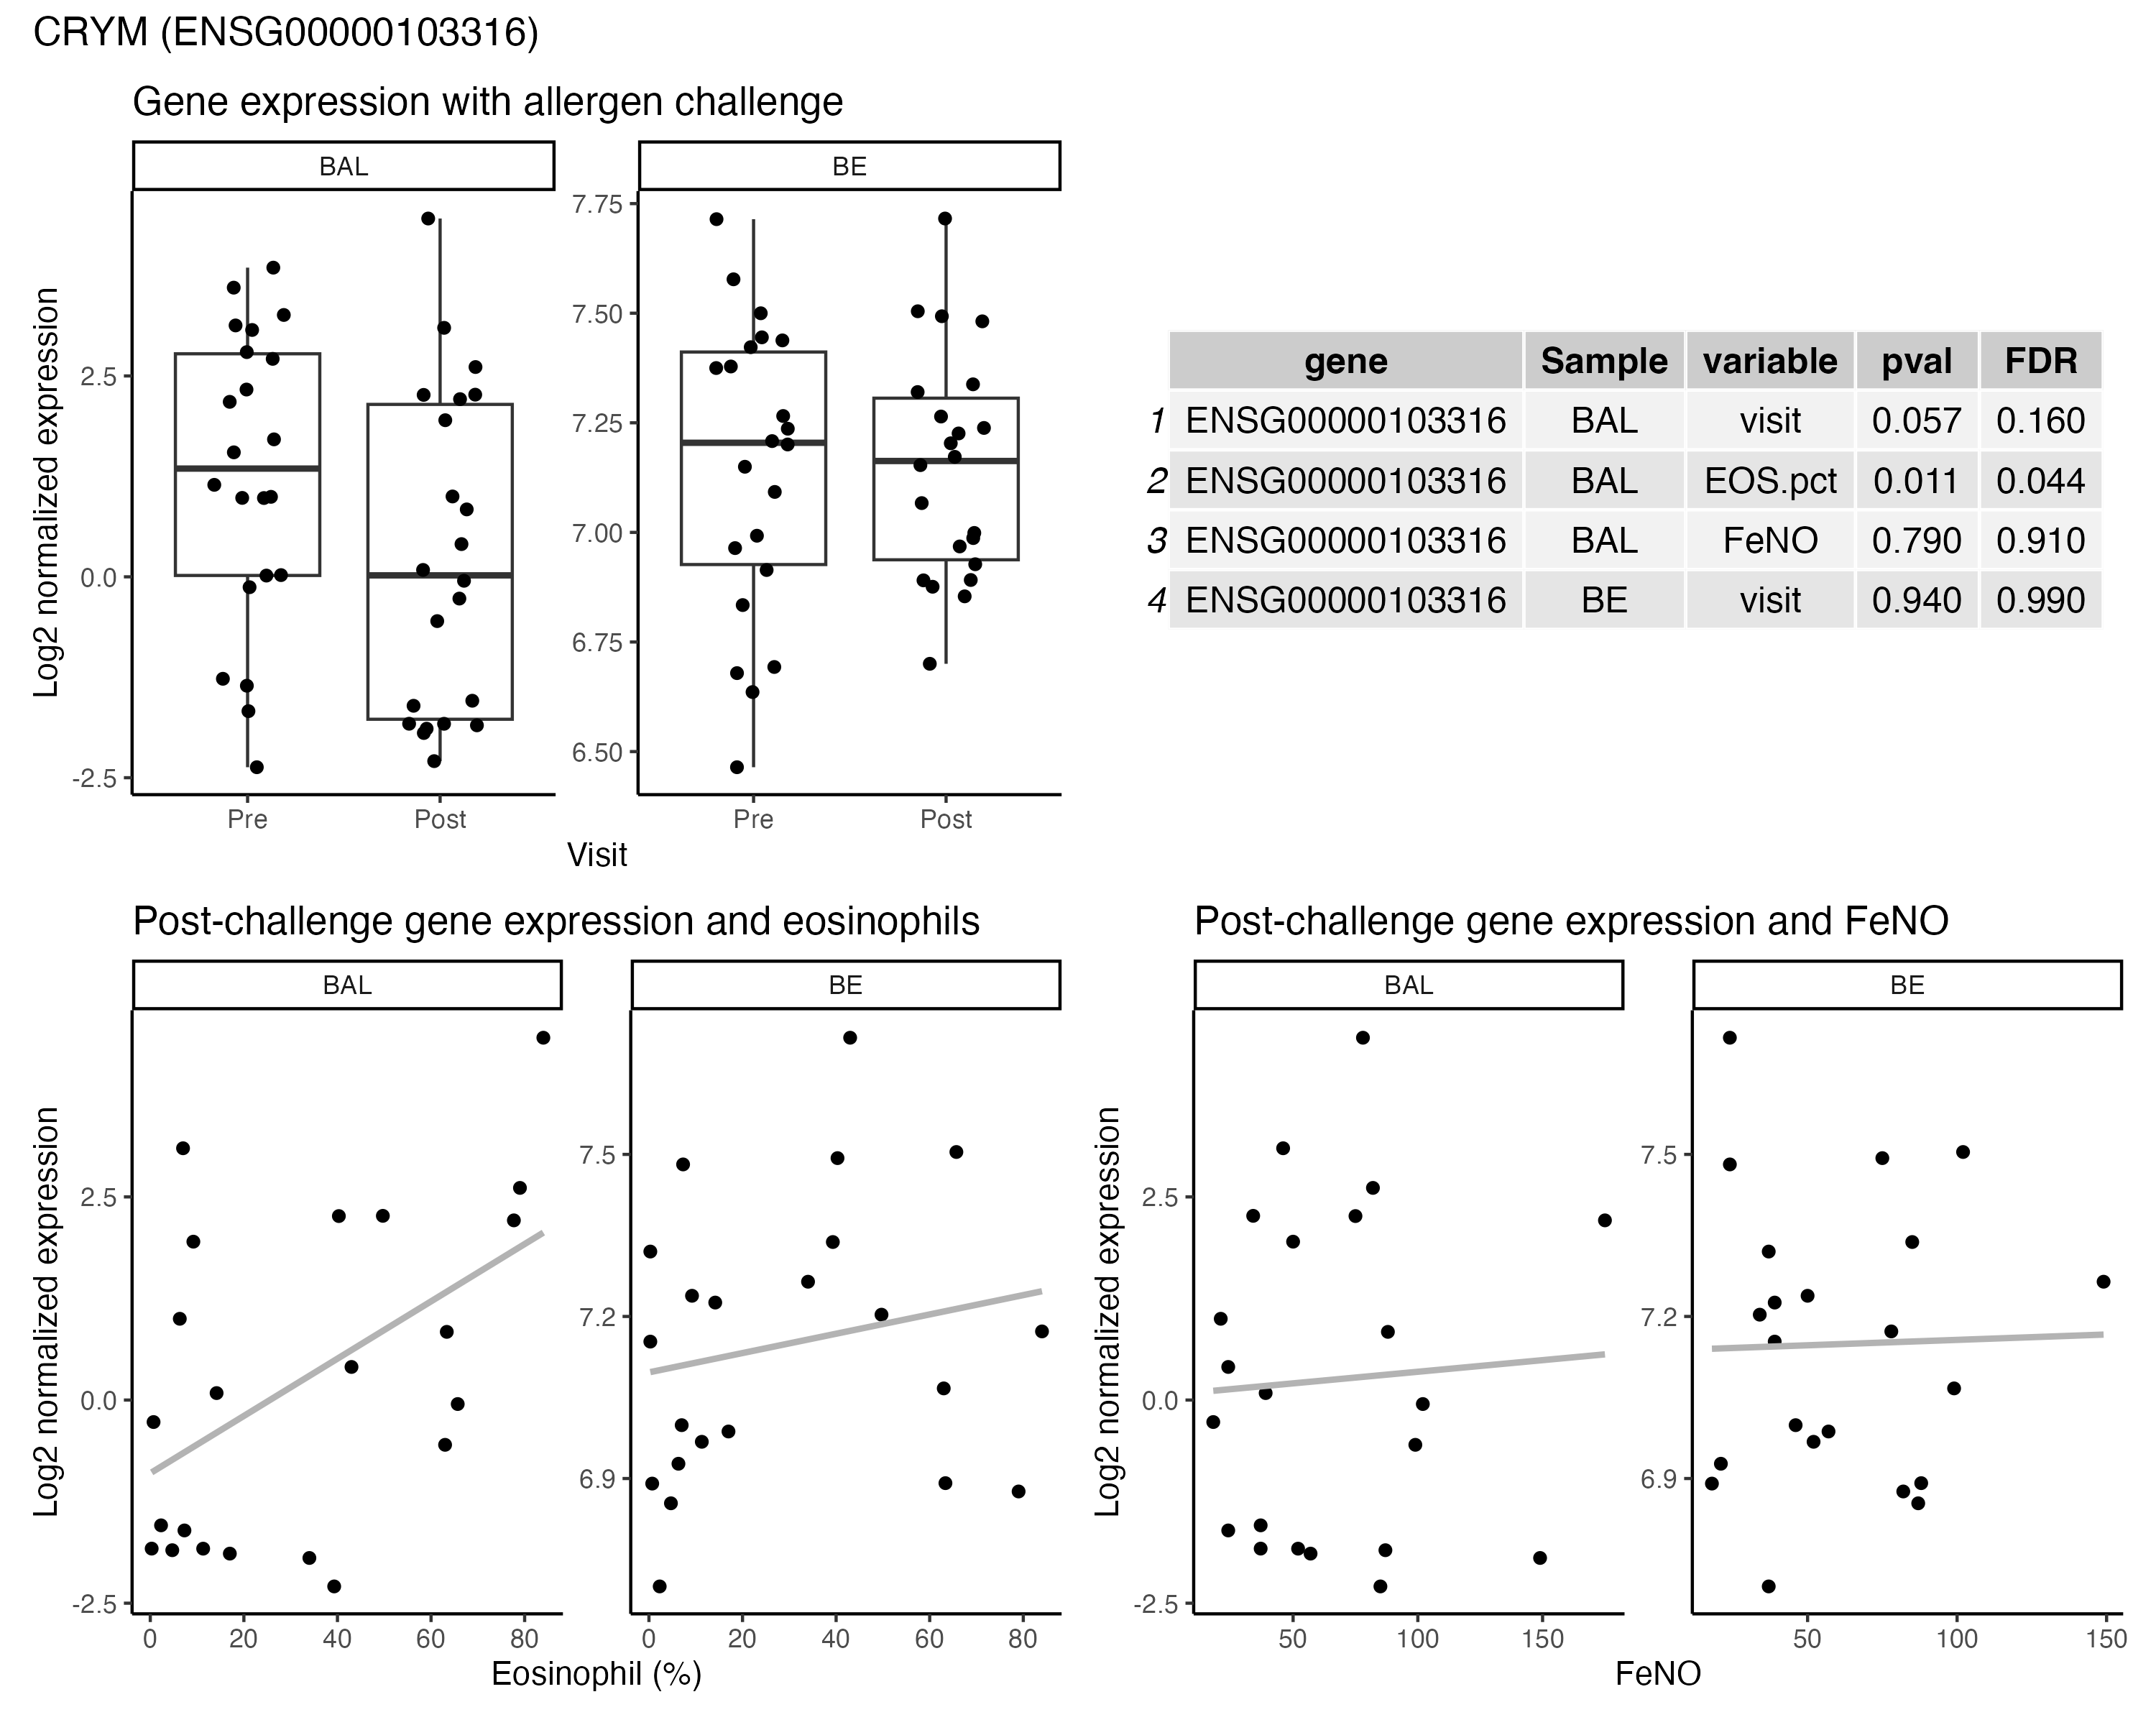 CRYM (ENSG00000103316)
Gene expression with allergen challenge
BAL
BE
Log2 normalized expression
2.5
0.0
-2.5
7.75
7.50
7.25
7.00
6.75
6.50
Pre
Post
Pre
Post
Visit
gene Sample variable pval FDR
1 ENSG00000103316 BAL visit 0.057 0.160
2 ENSG00000103316 BAL EOS.pct 0.011 0.044
3 ENSG00000103316 BAL FeNO 0.790 0.910
4 ENSG00000103316 BE visit 0.940 0.990
Post-challenge gene expression and eosinophils
BAL
BE
Log2 normalized expression
2.5
0.0
-2.5
7.5
7.2
6.9
0 20 40 60 80
0 20 40 60 80
Eosinophil (%)
Post-challenge gene expression and FeNO
BAL
BE
Log2 normalized expression
2.5
0.0
-2.5
7.5
7.2
6.9
50 100 150
50 100 150
FeNO